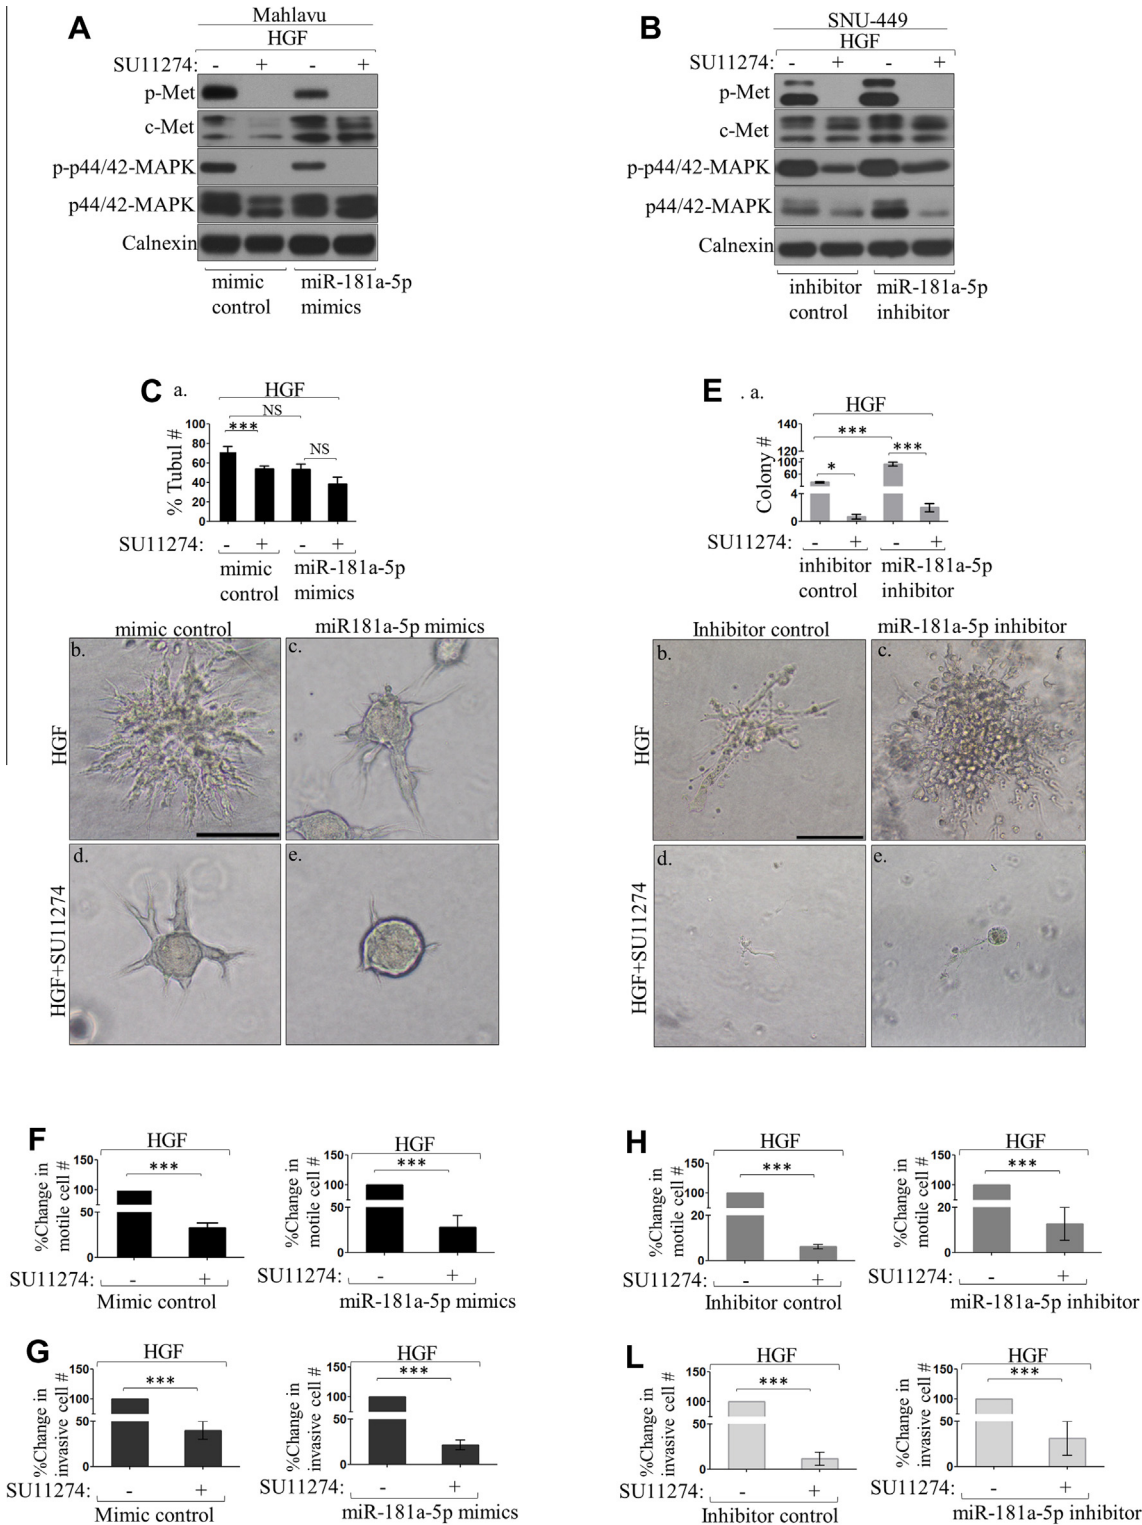 A
Mahlavu
HGF
SU11274: - + - +
p-Met
c-Met
p-p44/42-MAPK
p44/42-MAPK
Calnexin
mimic control
miR-181a-5p mimics
B
SNU-449
HGF
SU11274: - + - +
p-Met
c-Met
p-p44/42-MAPK
p44/42-MAPK
Calnexin
inhibitor control
miR-181a-5p inhibitor
C a.
HGF
NS
***
NS
% Tubul #
100
80
60
40
20
0
SU11274: - + - +
mimic control
miR-181a-5p mimics
mimic control
miR181a-5p mimics
HGF
b.
c.
HGF+SU11274
d.
e.
E . a.
HGF
***
*
***
Colony #
140
120
100
60
4
0
SU11274: - + - +
inhibitor control
miR-181a-5p inhibitor
Inhibitor control
miR-181a-5p inhibitor
HGF
b.
c.
HGF+SU11274
d.
e.
F
HGF
***
%Change in motile cell #
150
100
50
0
SU11274: - +
Mimic control
HGF
***
%Change in motile cell #
150
100
50
0
SU11274: - +
miR-181a-5p mimics
H
HGF
***
%Change in motile cell #
150
100
50
20
0
SU11274: - +
Inhibitor control
HGF
***
%Change in motile cell #
150
100
50
20
0
SU11274: - +
miR-181a-5p inhibitor
G
HGF
***
%Change in invasive cell #
150
100
50
0
SU11274: - +
Mimic control
HGF
***
%Change in invasive cell #
150
100
50
0
SU11274: - +
miR-181a-5p mimics
L
HGF
***
%Change in invasive cell #
150
100
50
0
SU11274: - +
Inhibitor control
HGF
***
%Change in invasive cell #
150
100
50
0
SU11274: - +
miR-181a-5p inhibitor